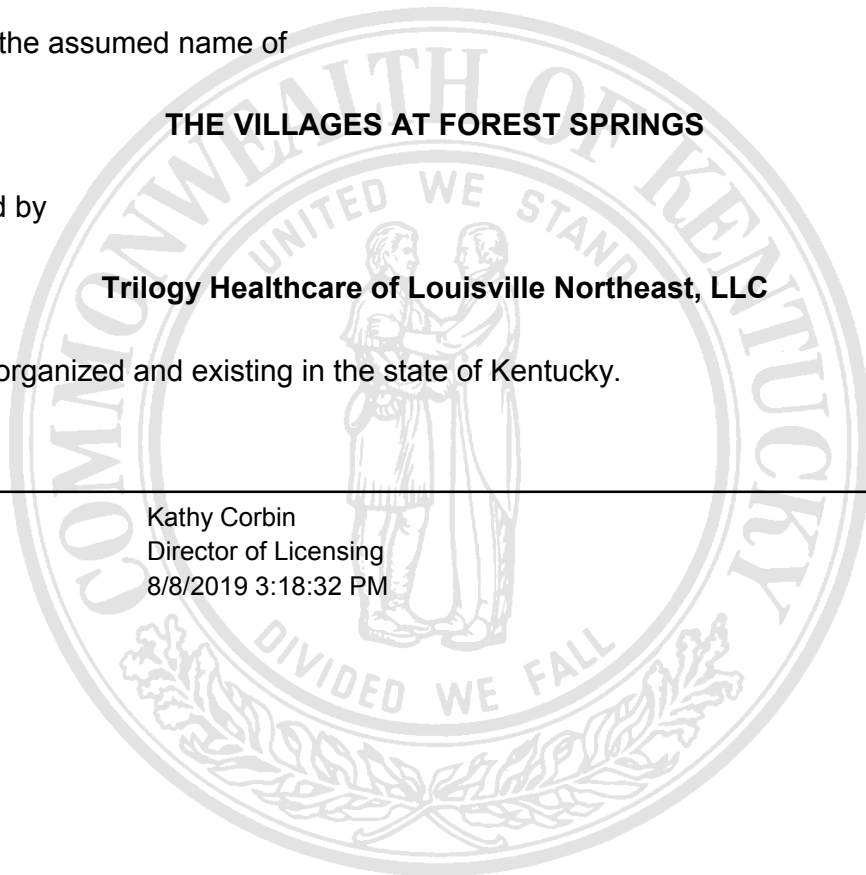 the assumed name of
THE VILLAGES AT FOREST SPRINGS
d by
Trilogy Healthcare of Louisville Northeast, LLC
organized and existing in the state of Kentucky.
Kathy Corbin
Director of Licensing
8/8/2019 3:18:32 PM
COMMONWEALTH OF KENTUCKY
UNITED WE STAND
DIVIDED WE FALL